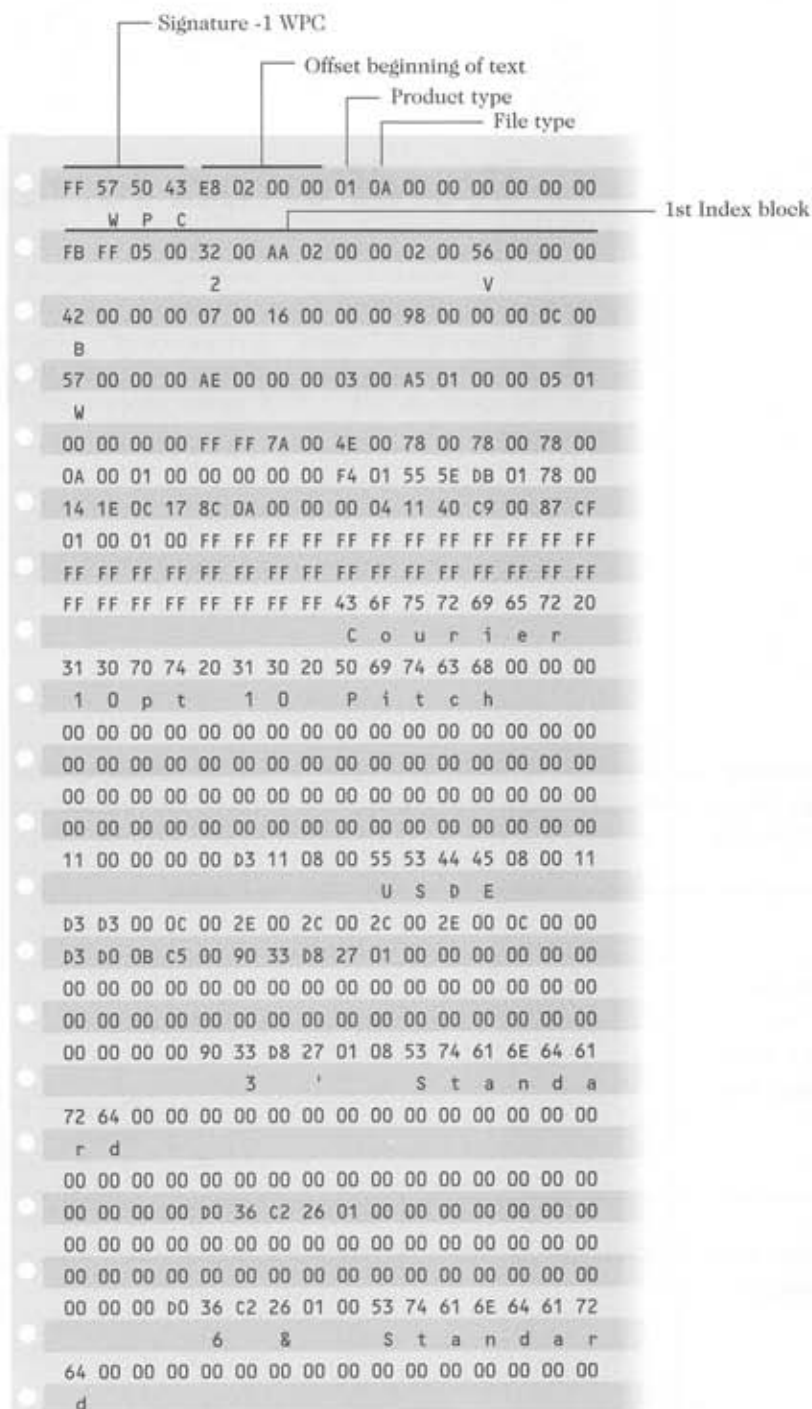 Signature -1 WPC
Offset beginning of text
Product type
File type
FF 57 50 43 E8 02 00 00 01 0A 00 00 00 00 00 00
W P C
1st Index block
FB FF 05 00 32 00 AA 02 00 00 02 00 56 00 00 00
2 V
42 00 00 00 07 00 16 00 00 00 98 00 00 00 0C 00
B
57 00 00 00 AE 00 00 00 03 00 A5 01 00 00 05 01
W
00 00 00 00 FF FF 7A 00 4E 00 78 00 78 00 78 00
0A 00 01 00 00 00 00 00 F4 01 55 5E DB 01 78 00
14 1E 0C 17 8C 0A 00 00 00 04 11 40 C9 00 87 CF
01 00 01 00 FF FF FF FF FF FF FF FF FF FF FF FF
FF FF FF FF FF FF FF FF FF FF FF FF FF FF FF FF
FF FF FF FF FF FF FF FF 43 6F 75 72 69 65 72 20
C o u r i e r
31 30 70 74 20 31 30 20 50 69 74 63 68 00 00 00
1 0 p t 1 0 P i t c h
00 00 00 00 00 00 00 00 00 00 00 00 00 00 00 00
00 00 00 00 00 00 00 00 00 00 00 00 00 00 00 00
00 00 00 00 00 00 00 00 00 00 00 00 00 00 00 00
00 00 00 00 00 00 00 00 00 00 00 00 00 00 00 00
11 00 00 00 00 D3 11 08 00 55 53 44 45 08 00 11
U S D E
D3 D3 00 0C 00 2E 00 2C 00 2C 00 2E 00 0C 00 00
D3 D0 0B C5 00 90 33 D8 27 01 00 00 00 00 00 00
00 00 00 00 00 00 00 00 00 00 00 00 00 00 00 00
00 00 00 00 00 00 00 00 00 00 00 00 00 00 00 00
00 00 00 00 90 33 D8 27 01 08 53 74 61 6E 64 61
3 ' S t a n d a
72 64 00 00 00 00 00 00 00 00 00 00 00 00 00 00
r d
00 00 00 00 00 00 00 00 00 00 00 00 00 00 00 00
00 00 00 00 D0 36 C2 26 01 00 00 00 00 00 00 00
00 00 00 00 00 00 00 00 00 00 00 00 00 00 00 00
00 00 00 00 00 00 00 00 00 00 00 00 00 00 00 00
00 00 00 D0 36 C2 26 01 00 53 74 61 6E 64 61 72
6 & S t a n d a r
64 00 00 00 00 00 00 00 00 00 00 00 00 00 00 00
d